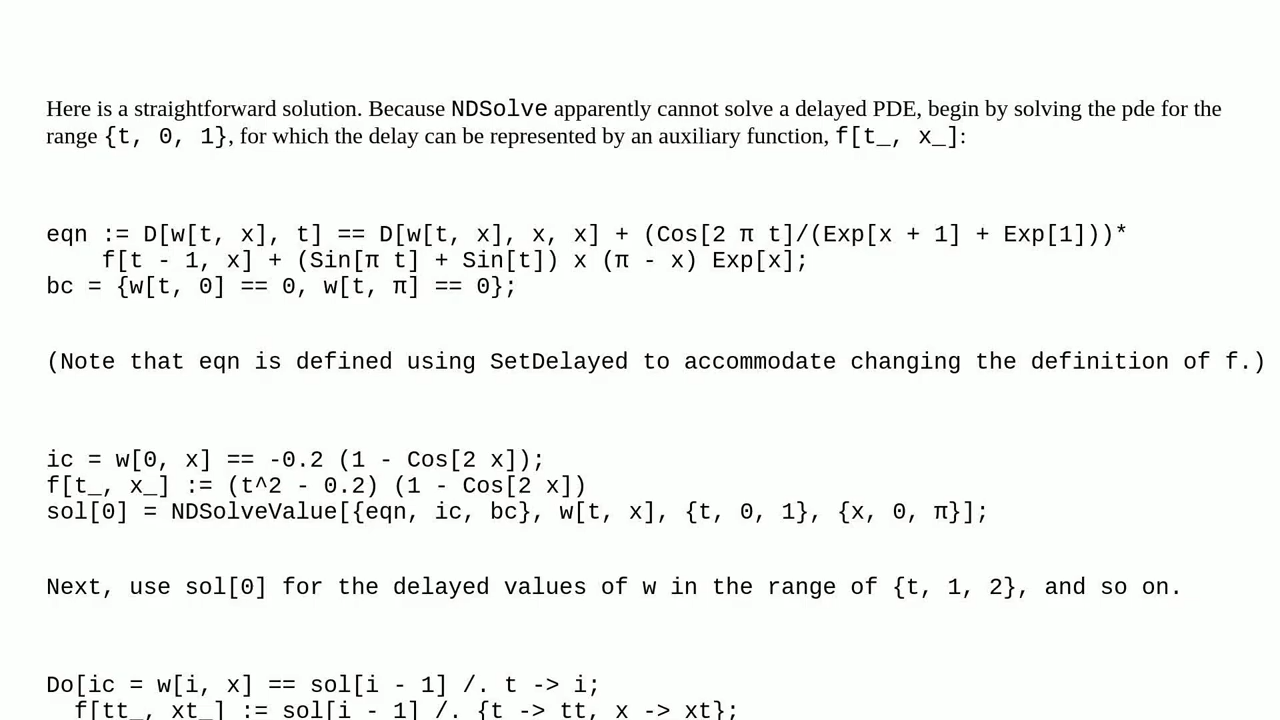 Here is a straightforward solution. Because NDSolve apparently cannot solve a delayed PDE, begin by solving the pde for the
range {t, 0, 1}, for which the delay can be represented by an auxiliary function, f[t_, x_]:
eqn := D[w[t, x], t] == D[w[t, x], x, x] + (Cos[2 π t]/(Exp[x + 1] + Exp[1]))*
    f[t - 1, x] + (Sin[π t] + Sin[t]) x (π - x) Exp[x];
bc = {w[t, 0] == 0, w[t, π] == 0};
(Note that eqn is defined using SetDelayed to accommodate changing the definition of f.)
ic = w[0, x] == -0.2 (1 - Cos[2 x]);
f[t_, x_] := (t^2 - 0.2) (1 - Cos[2 x])
sol[0] = NDSolveValue[{eqn, ic, bc}, w[t, x], {t, 0, 1}, {x, 0, π}];
Next, use sol[0] for the delayed values of w in the range of {t, 1, 2}, and so on.
Do[ic = w[i, x] == sol[i - 1] /. t -> i;
  f[tt_, xt_] := sol[i - 1] /. {t -> tt, x -> xt};